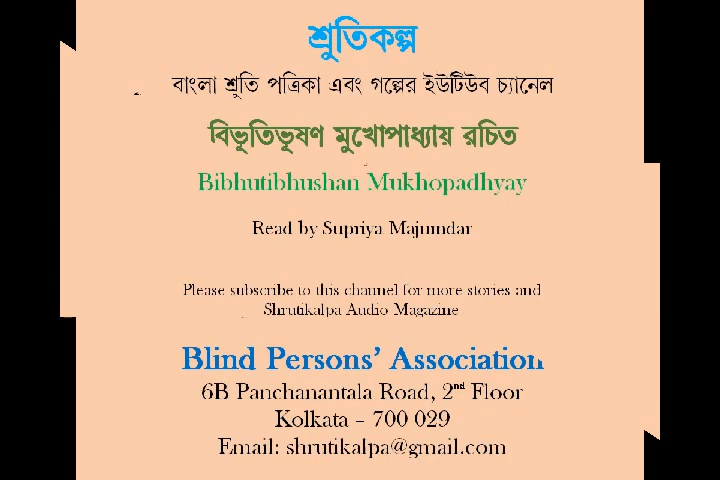 শ্রুতিকল্প
বাংলা শ্রুতি পত্রিকা এবং গল্পের ইউটিউব চ্যানেল
বিভূতিভূষণ মুখোপাধ্যায় রচিত
Bibhutibhushan Mukhopadhyay
Read by Supriya Majumdar
Please subscribe to this channel for more stories and
Shrutikalpa Audio Magazine
Blind Persons’ Association
6B Panchanantala Road, 2nd Floor
Kolkata – 700 029
Email: shrutikalpa@gmail.com